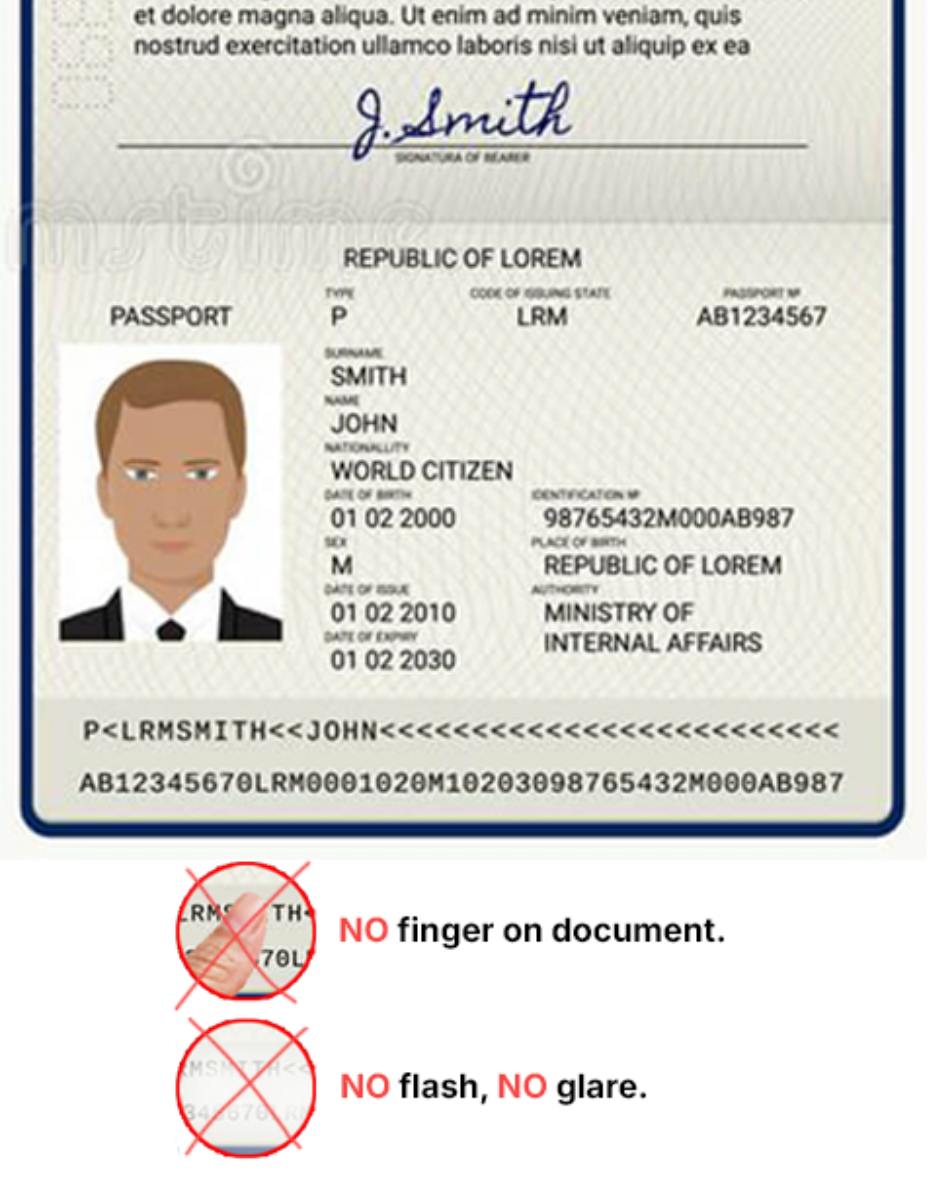 et dolore magna aliqua. Ut enim ad minim veniam, quis
nostrud exercitation ullamco laboris nisi ut aliquip ex ea
J. Smith
SIGNATURA OF BEARER
mstime
REPUBLIC OF LOREM
PASSPORT
TYPE CODE OF ISSUING STATE PASSPORT №
P LRM AB1234567
SURNAME
SMITH
NAME
JOHN
NATIONALLITY
WORLD CITIZEN
DATE OF BIRTH IDENTIFICATION №
01 02 2000 98765432M000AB987
SEX PLACE OF BIRTH
M REPUBLIC OF LOREM
DATE OF ISSUE AUTHORITY
01 02 2010 MINISTRY OF
INTERNAL AFFAIRS
DATE OF EXPIRY
01 02 2030
P<LRMSMITH<<JOHN<<<<<<<<<<<<<<<<<<<<<<<<<
AB12345670LRM0001020M10203098765432M000AB987
LRMS TH<
70L
NO finger on document.
RMSMITH<<
345670LRM
NO flash, NO glare.